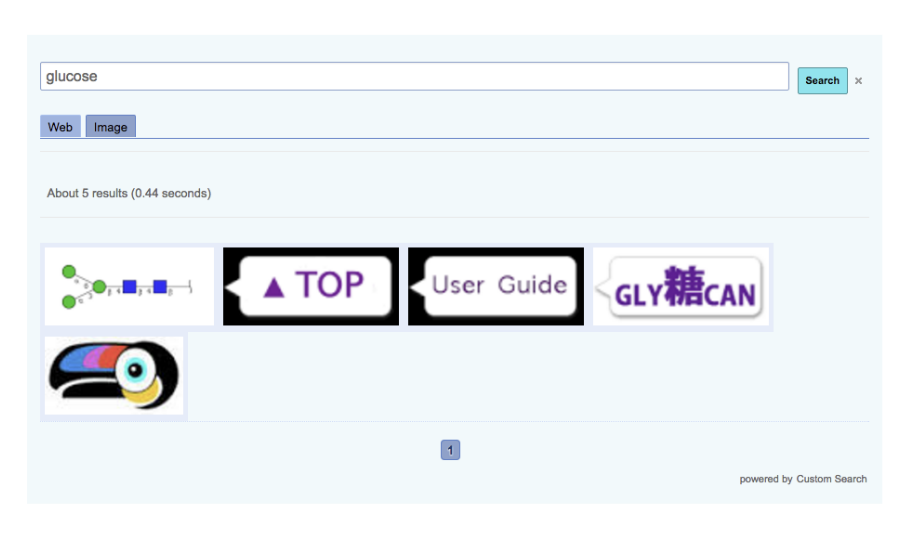 glucose
Search ×
Web Image
About 5 results (0.44 seconds)
▲ TOP
User Guide
GLY糖CAN
1
powered by Custom Search